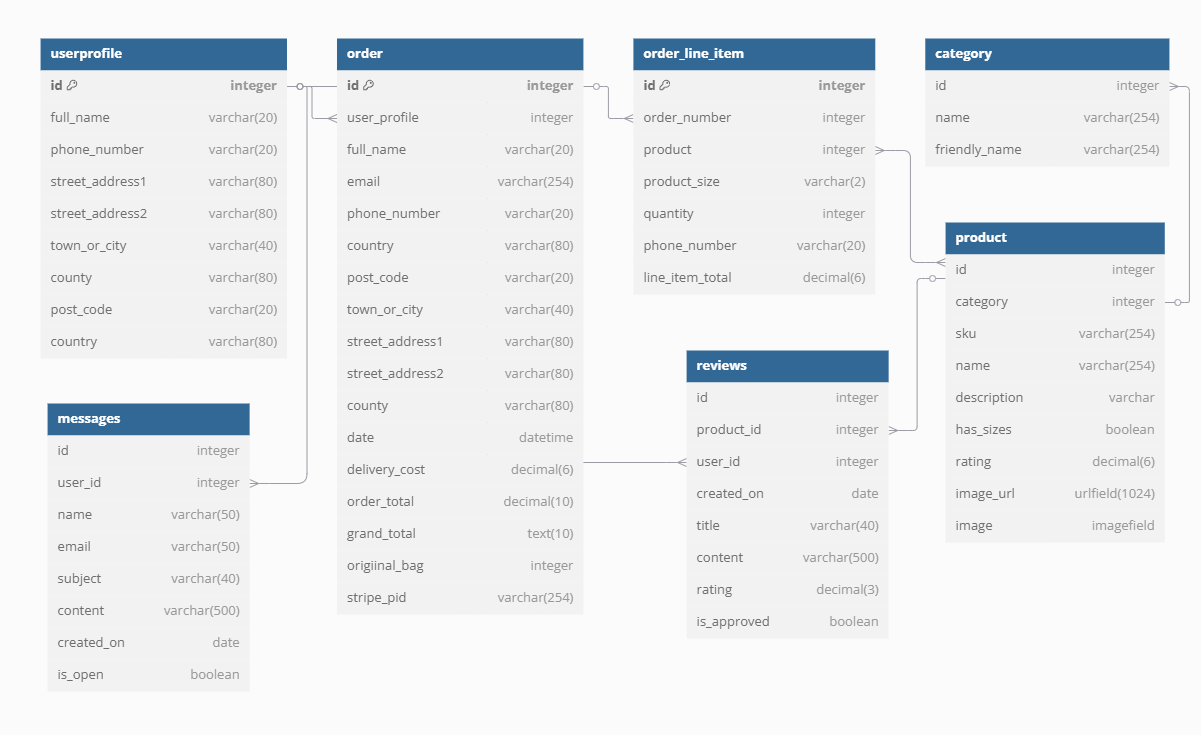 userprofile
id integer
full_name varchar(20)
phone_number varchar(20)
street_address1 varchar(80)
street_address2 varchar(80)
town_or_city varchar(40)
county varchar(80)
post_code varchar(20)
country varchar(80)
messages
id integer
user_id integer
name varchar(50)
email varchar(50)
subject varchar(40)
content varchar(500)
created_on date
is_open boolean
order
id integer
user_profile integer
full_name varchar(20)
email varchar(254)
phone_number varchar(20)
country varchar(80)
post_code varchar(20)
town_or_city varchar(40)
street_address1 varchar(80)
street_address2 varchar(80)
county varchar(80)
date datetime
delivery_cost decimal(6)
order_total decimal(10)
grand_total text(10)
origiinal_bag integer
stripe_pid varchar(254)
order_line_item
id integer
order_number integer
product integer
product_size varchar(2)
quantity integer
phone_number varchar(20)
line_item_total decimal(6)
reviews
id integer
product_id integer
user_id integer
created_on date
title varchar(40)
content varchar(500)
rating decimal(3)
is_approved boolean
category
id integer
name varchar(254)
friendly_name varchar(254)
product
id integer
category integer
sku varchar(254)
name varchar(254)
description varchar
has_sizes boolean
rating decimal(6)
image_url urlfield(1024)
image imagefield